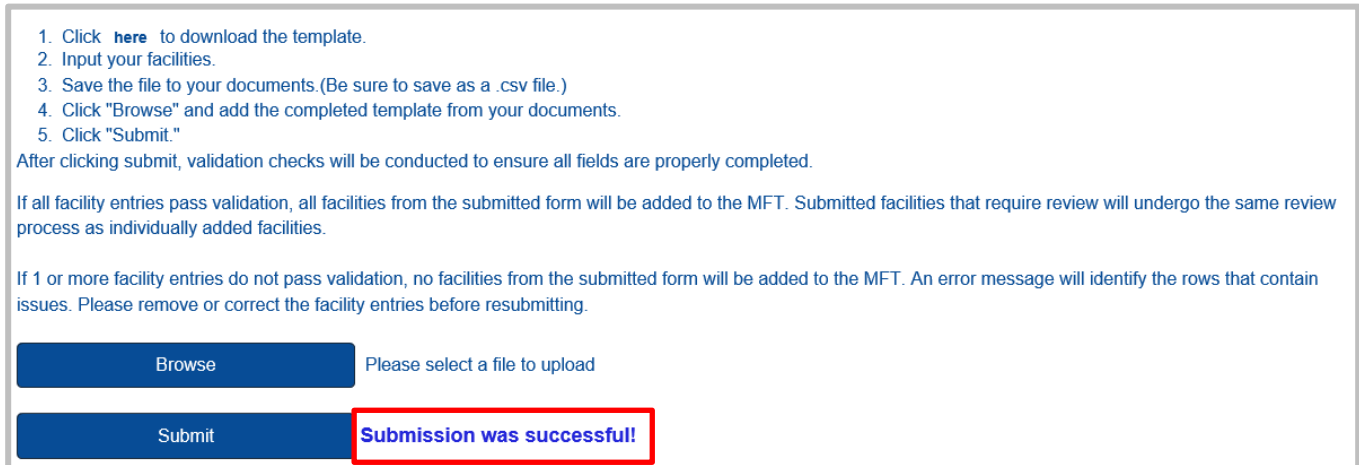 1. Click here to download the template.
2. Input your facilities.
3. Save the file to your documents.(Be sure to save as a .csv file.)
4. Click "Browse" and add the completed template from your documents.
5. Click "Submit."
After clicking submit, validation checks will be conducted to ensure all fields are properly completed.
If all facility entries pass validation, all facilities from the submitted form will be added to the MFT. Submitted facilities that require review will undergo the same review
process as individually added facilities.
If 1 or more facility entries do not pass validation, no facilities from the submitted form will be added to the MFT. An error message will identify the rows that contain
issues. Please remove or correct the facility entries before resubmitting.
Browse Please select a file to upload
Submit Submission was successful!